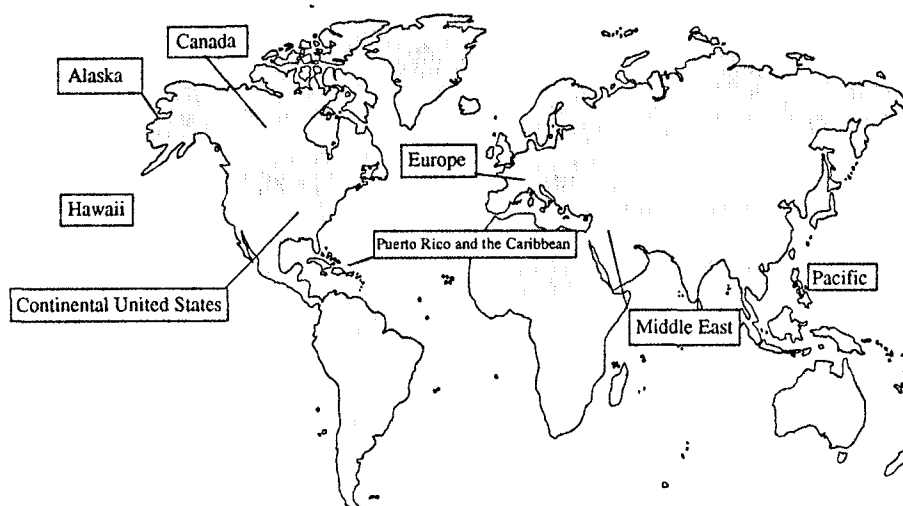 Canada
Alaska
Europe
Hawaii
Puerto Rico and the Caribbean
Pacific
Continental United States
Middle East